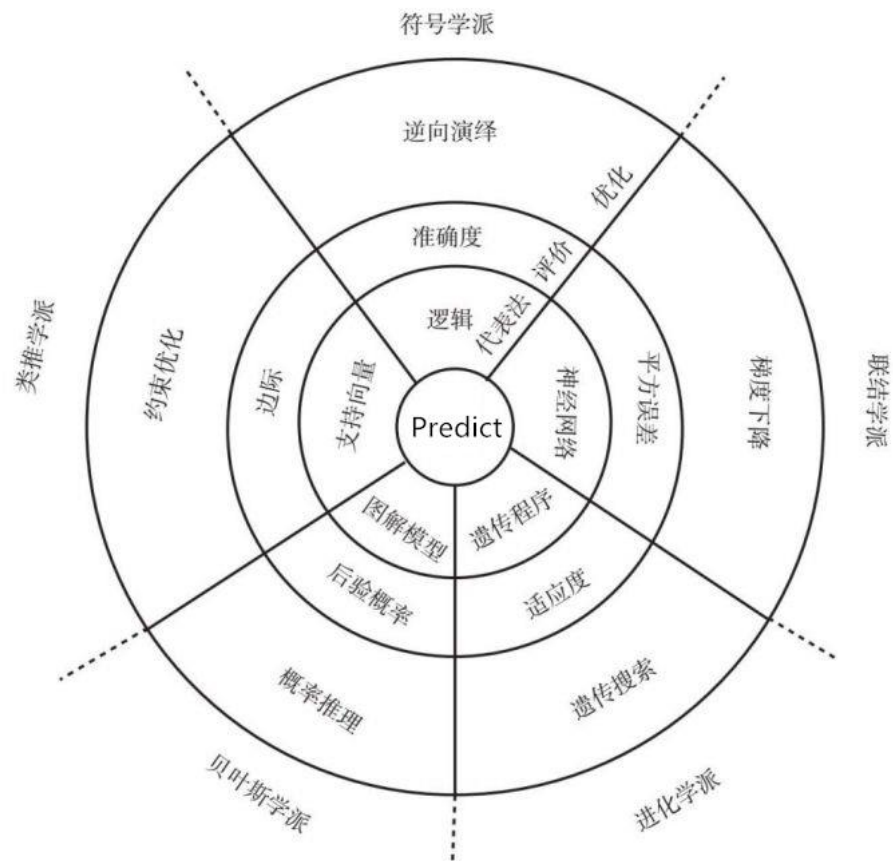 符号学派
逆向演绎
优化
准确度
评价
逻辑
代表法
类推学派
约束优化
边际
支持向量
Predict
神经网络
平方误差
梯度下降
联结学派
图解模型
遗传程序
后验概率
适应度
概率推理
遗传搜索
贝叶斯学派
进化学派